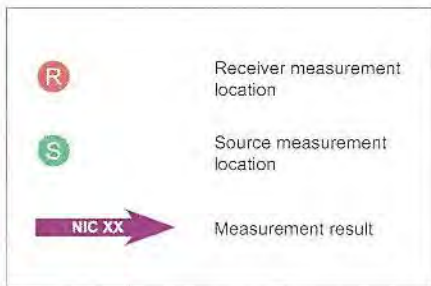 R
Receiver measurement
location
S
Source measurement
location
NIC XX
Measurement result